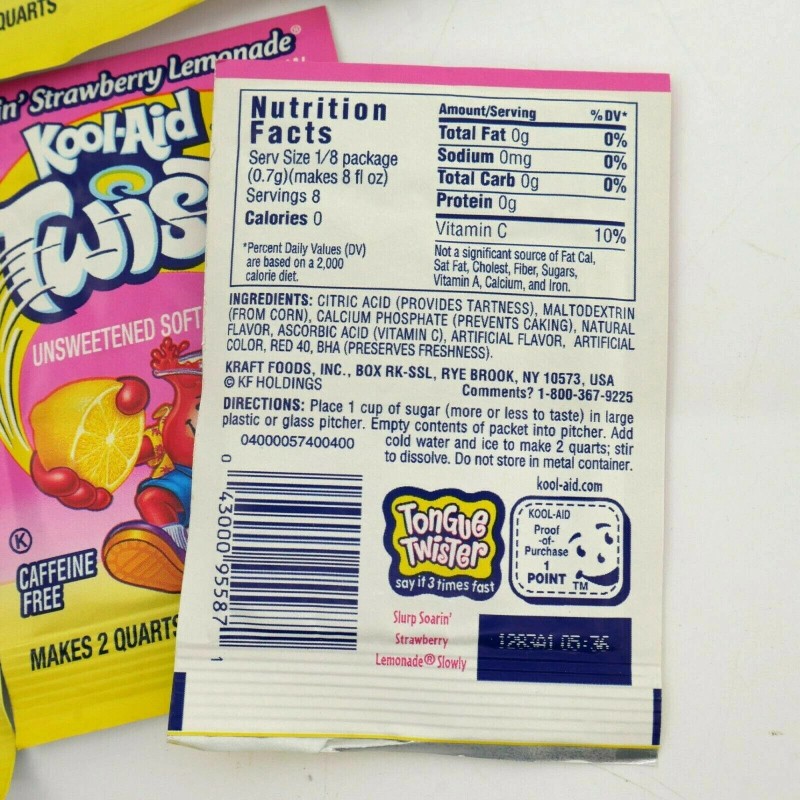 QUARTS
in' Strawberry Lemonade®
Kool-Aid
Twis
UNSWEETENED SOFT
K
CAFFEINE
FREE
MAKES 2 QUARTS
Nutrition
Facts
Serv Size 1/8 package
(0.7g)(makes 8 fl oz)
Servings 8
Calories 0
*Percent Daily Values (DV)
are based on a 2,000
calorie diet.
Amount/Serving %DV*
Total Fat 0g 0%
Sodium 0mg 0%
Total Carb 0g 0%
Protein 0g
Vitamin C 10%
Not a significant source of Fat Cal,
Sat Fat, Cholest, Fiber, Sugars,
Vitamin A, Calcium, and Iron.
INGREDIENTS: CITRIC ACID (PROVIDES TARTNESS), MALTODEXTRIN
(FROM CORN), CALCIUM PHOSPHATE (PREVENTS CAKING), NATURAL
FLAVOR, ASCORBIC ACID (VITAMIN C), ARTIFICIAL FLAVOR, ARTIFICIAL
COLOR, RED 40, BHA (PRESERVES FRESHNESS).
KRAFT FOODS, INC., BOX RK-SSL, RYE BROOK, NY 10573, USA
© KF HOLDINGS Comments? 1-800-367-9225
DIRECTIONS: Place 1 cup of sugar (more or less to taste) in large
plastic or glass pitcher. Empty contents of packet into pitcher. Add
cold water and ice to make 2 quarts; stir
to dissolve. Do not store in metal container.
04000057400400
kool-aid.com
0 43000 95587 1
TONGUE
TWISTER
say it 3 times fast
KOOL-AID
Proof
-of-
Purchase
1
POINT TM
Slurp Soarin'
Strawberry
Lemonade® Slowly
1283A1 05:36